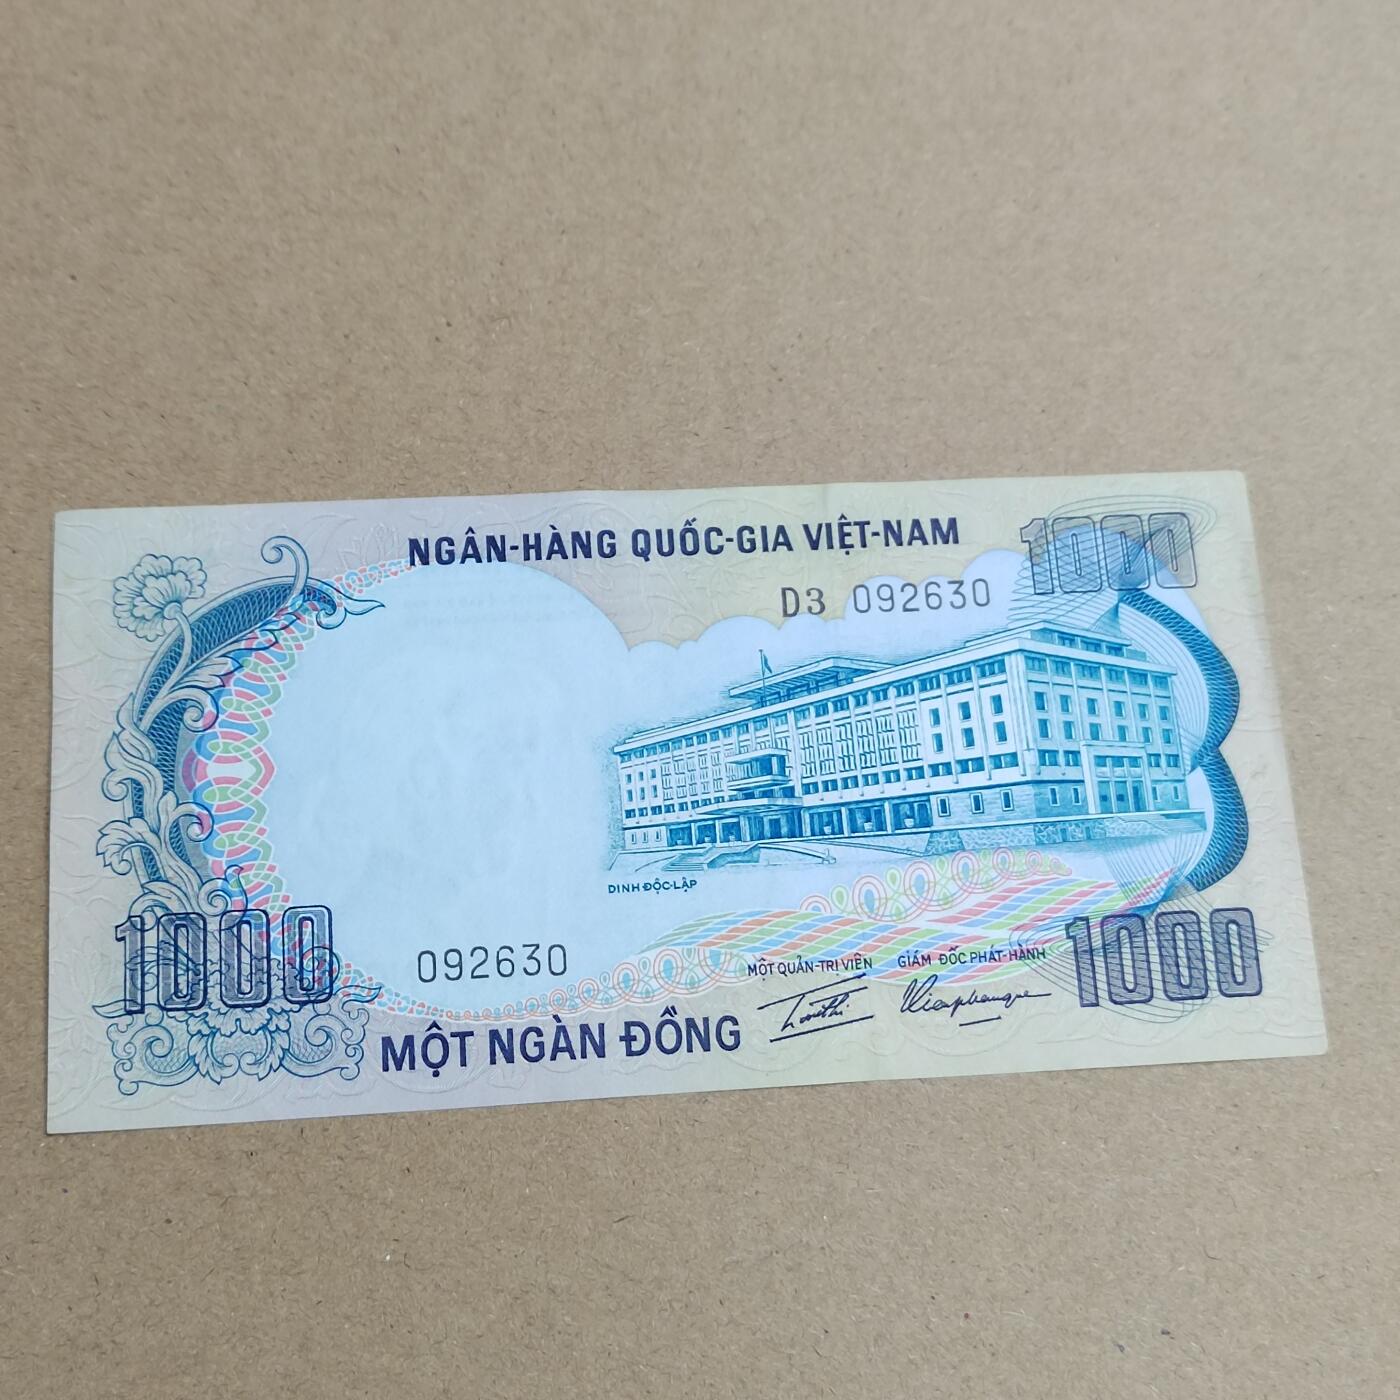 NGÂN-HÀNG QUỐC-GIA VIỆT-NAM
1000
D3 092630
DINH ĐỘC-LẬP
1000
092630
MỘT QUẢN-TRỊ VIÊN
GIÁM ĐỐC PHÁT-HÀNH
1000
MỘT NGÀN ĐỒNG